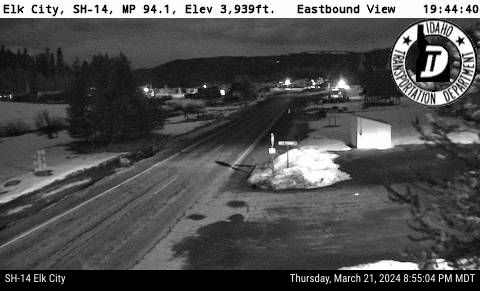 Elk City, SH-14, MP 94.1, Elev 3,939ft. Eastbound View 19:44:40
IDAHO
TRANSPORTATION DEPARTMENT
SH-14 Elk City Thursday, March 21, 2024 8:55:04 PM MDT